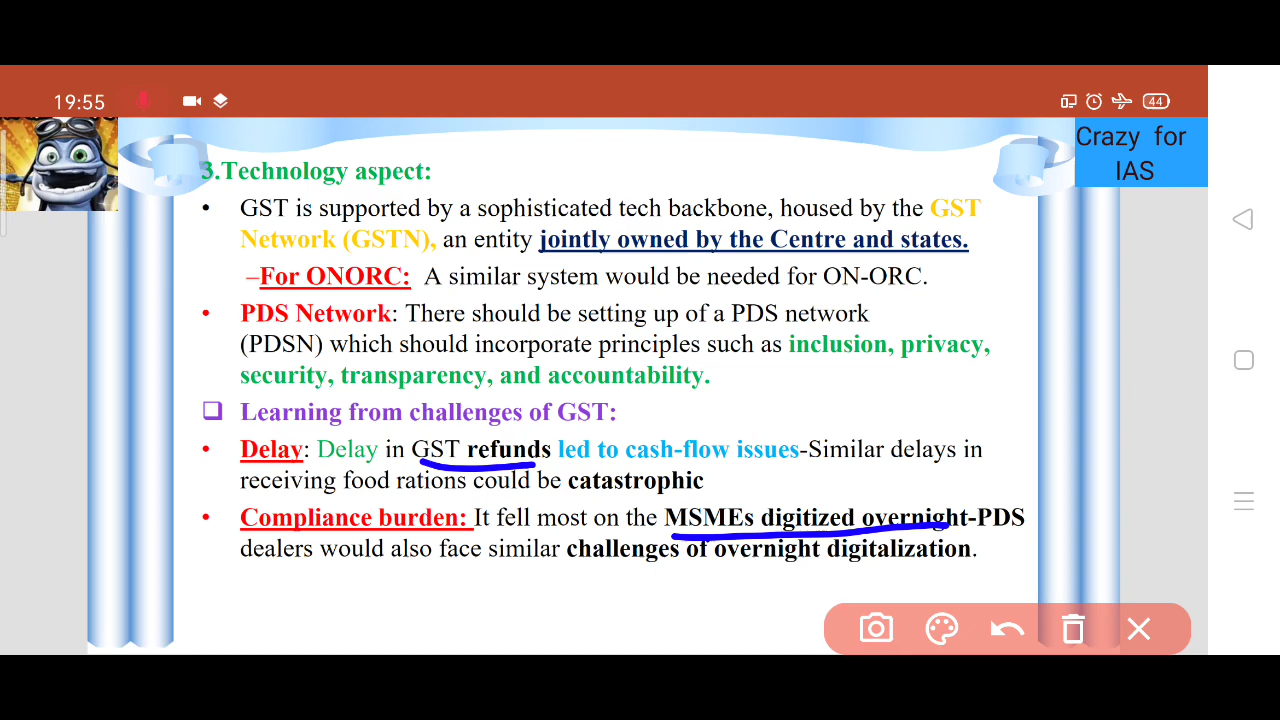 19:55
44
Crazy for
IAS
3.Technology aspect:
• GST is supported by a sophisticated tech backbone, housed by the GST
Network (GSTN), an entity jointly owned by the Centre and states.
–For ONORC: A similar system would be needed for ON-ORC.
• PDS Network: There should be setting up of a PDS network
(PDSN) which should incorporate principles such as inclusion, privacy,
security, transparency, and accountability.
❑ Learning from challenges of GST:
• Delay: Delay in GST refunds led to cash-flow issues-Similar delays in
receiving food rations could be catastrophic
• Compliance burden: It fell most on the MSMEs digitized overnight-PDS
dealers would also face similar challenges of overnight digitalization.